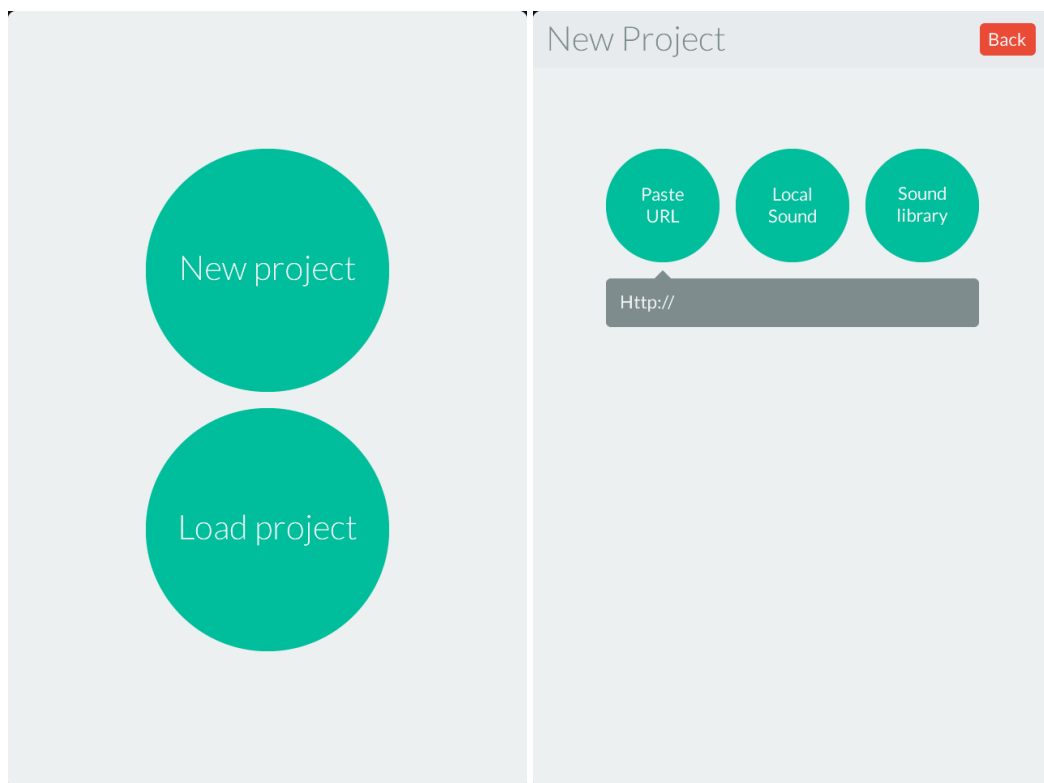 New project
Load project
New Project
Back
Paste
URL
Local
Sound
Sound
library
Http://